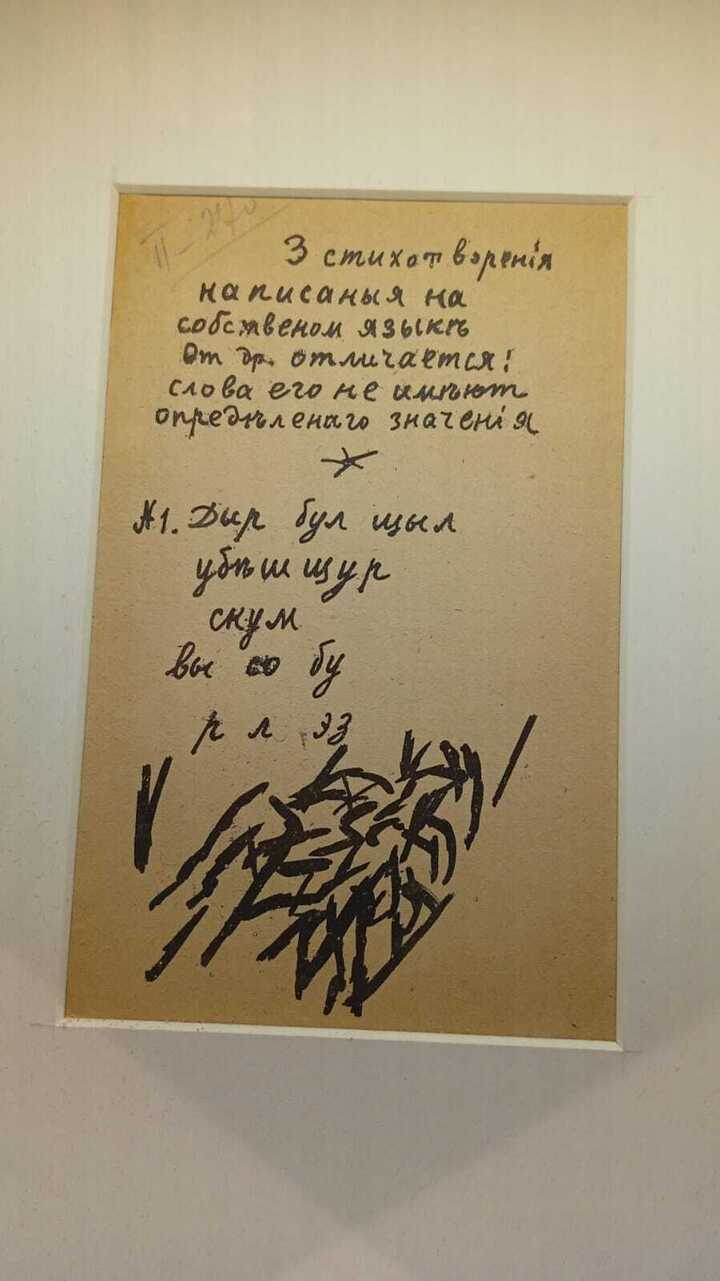 II-270
3 стихотворенія
написаныя на
собственом языкѣ
От др. отличается:
слова его не имѣют
опредѣленаго значенія
№1. Дыр бул щыл
убѣшщур
скум
вы со бу
р л эз